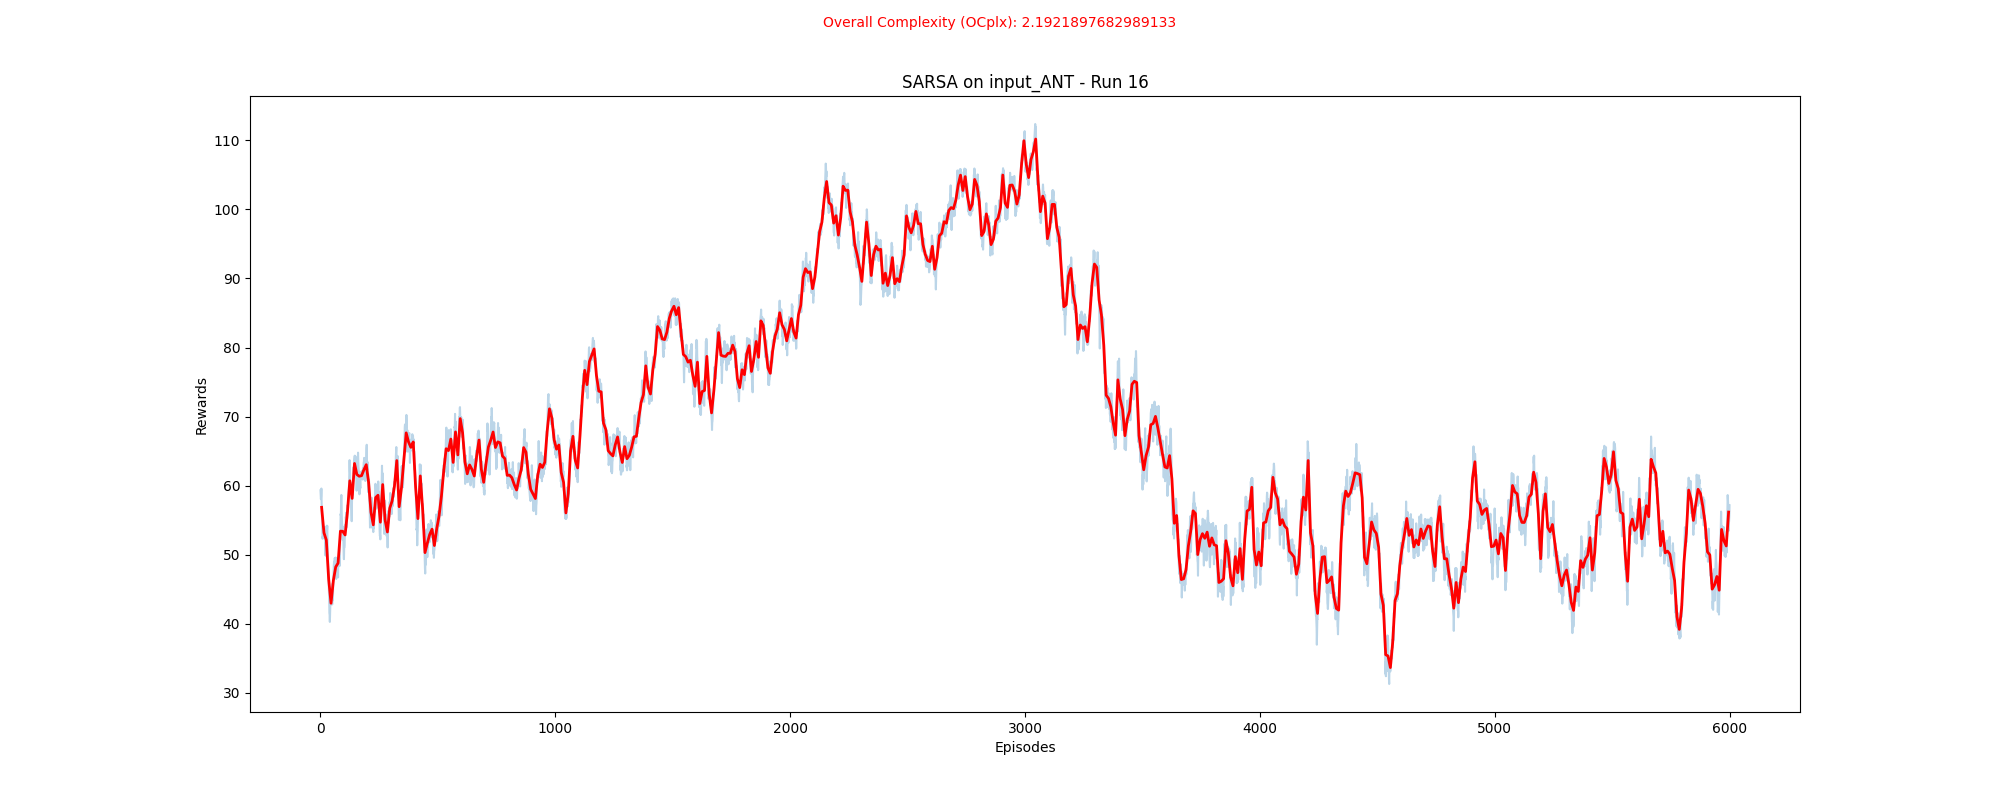 Overall Complexity (OCplx): 2.1921897682989133
SARSA on input_ANT - Run 16
110
100
90
80
70
60
50
40
30
Rewards
0 1000 2000 3000 4000 5000 6000
Episodes